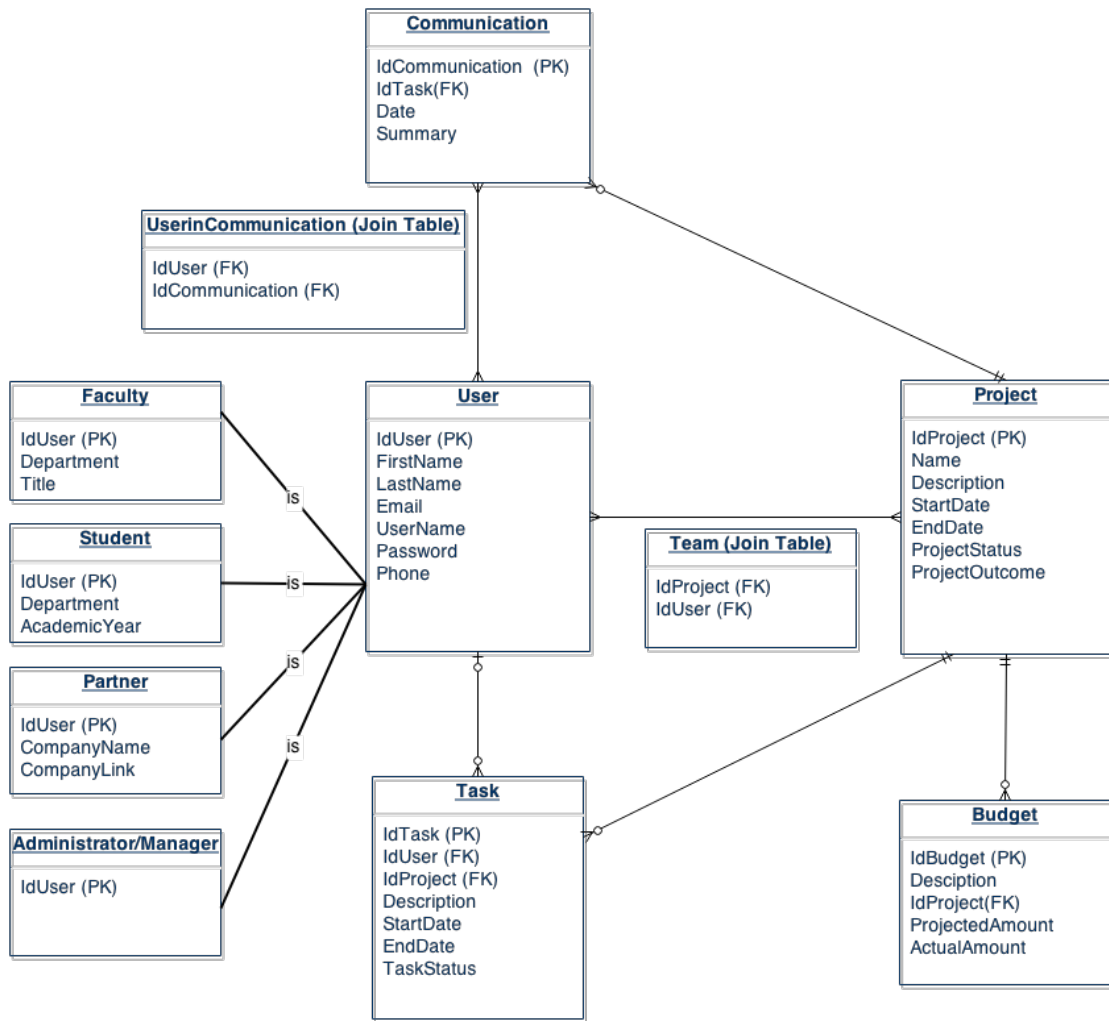 Communication
IdCommunication  (PK)
IdTask(FK)
Date
Summary
UserinCommunication (Join Table)
IdUser (FK)
IdCommunication (FK)
Faculty
IdUser (PK)
Department
Title
is
Student
IdUser (PK)
Department
AcademicYear
is
Partner
IdUser (PK)
CompanyName
CompanyLink
is
Administrator/Manager
IdUser (PK)
is
User
IdUser (PK)
FirstName
LastName
Email
UserName
Password
Phone
Team (Join Table)
IdProject (FK)
IdUser (FK)
Project
IdProject (PK)
Name
Description
StartDate
EndDate
ProjectStatus
ProjectOutcome
Task
IdTask (PK)
IdUser (FK)
IdProject (FK)
Description
StartDate
EndDate
TaskStatus
Budget
IdBudget (PK)
Desciption
IdProject(FK)
ProjectedAmount
ActualAmount